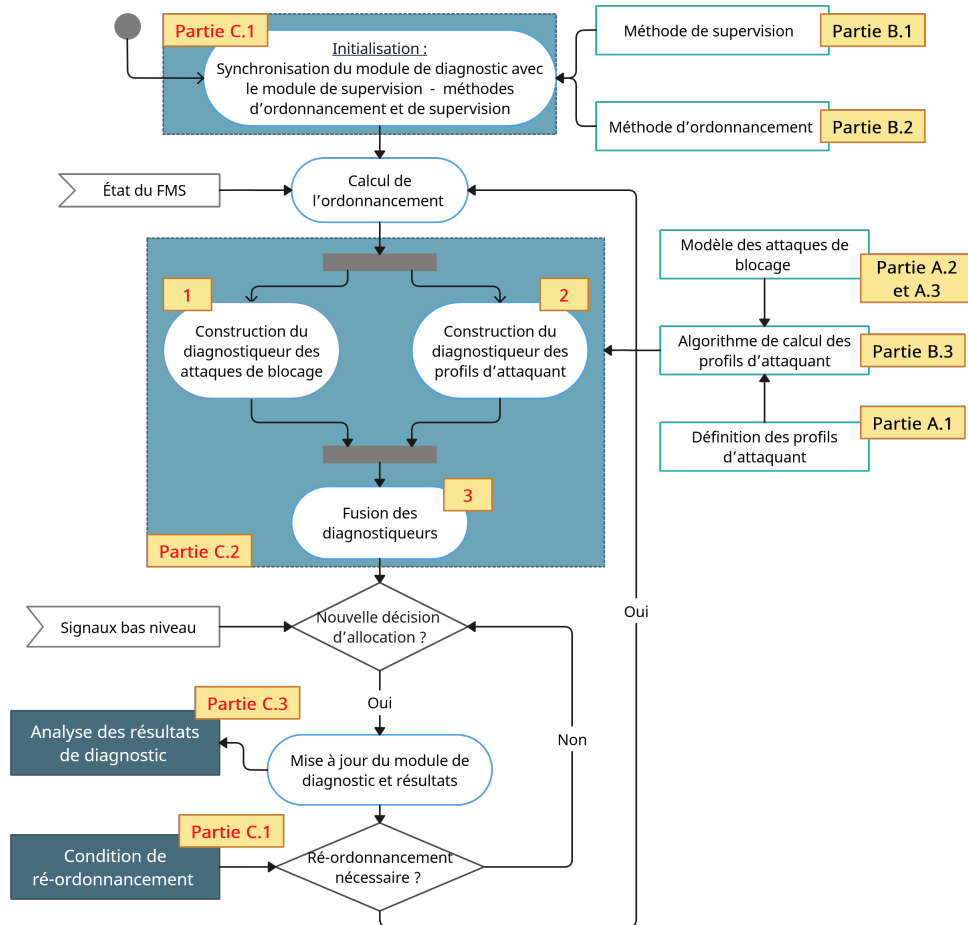 Partie C.1
Initialisation :
Synchronisation du module de diagnostic avec
le module de supervision - méthodes
d'ordonnancement et de supervision
Méthode de supervision
Partie B.1
Méthode d'ordonnancement
Partie B.2
État du FMS
Calcul de
l'ordonnancement
1
Construction du
diagnostiqueur des
attaques de blocage
2
Construction du
diagnostiqueur des
profils d'attaquant
Modèle des attaques de
blocage
Partie A.2
et A.3
Algorithme de calcul des
profils d'attaquant
Partie B.3
Partie A.1
Définition des profils
d'attaquant
3
Fusion des
diagnostiqueurs
Partie C.2
Signaux bas niveau
Nouvelle décision
d'allocation ?
Oui
Oui
Non
Partie C.3
Analyse des résultats
de diagnostic
Mise à jour du module de
diagnostic et résultats
Partie C.1
Condition de
ré-ordonnancement
Ré-ordonnancement
nécessaire ?